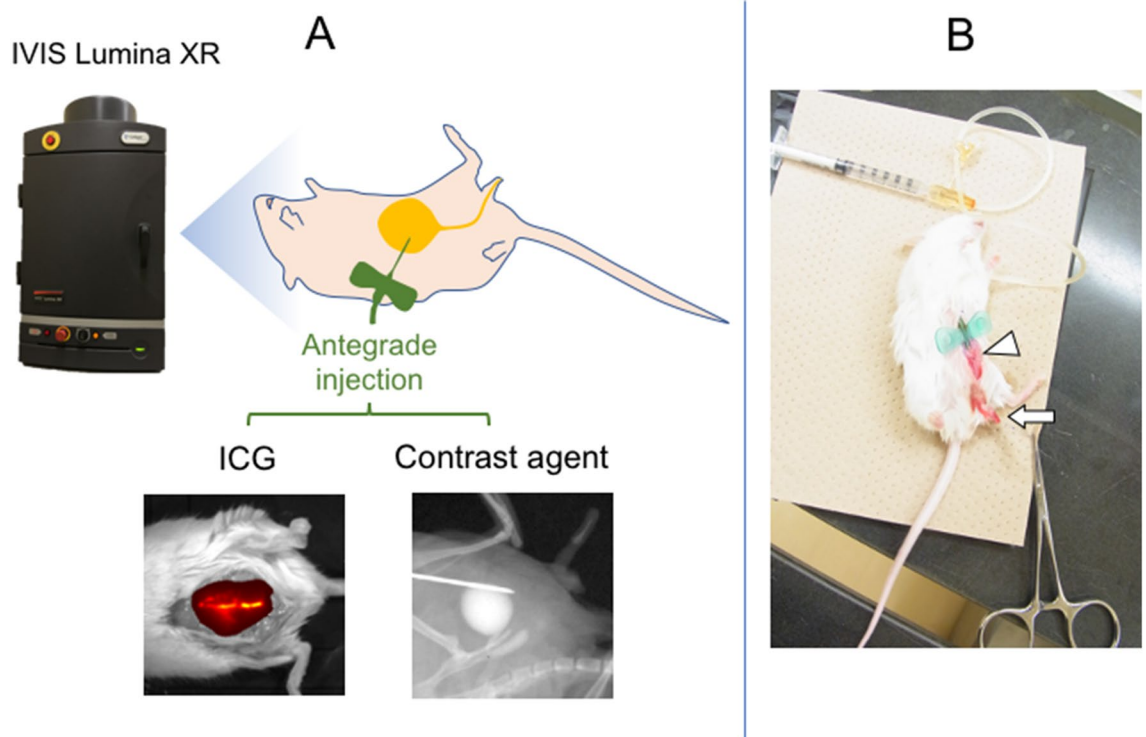 A
B
IVIS Lumina XR
Antegrade
injection
ICG
Contrast agent